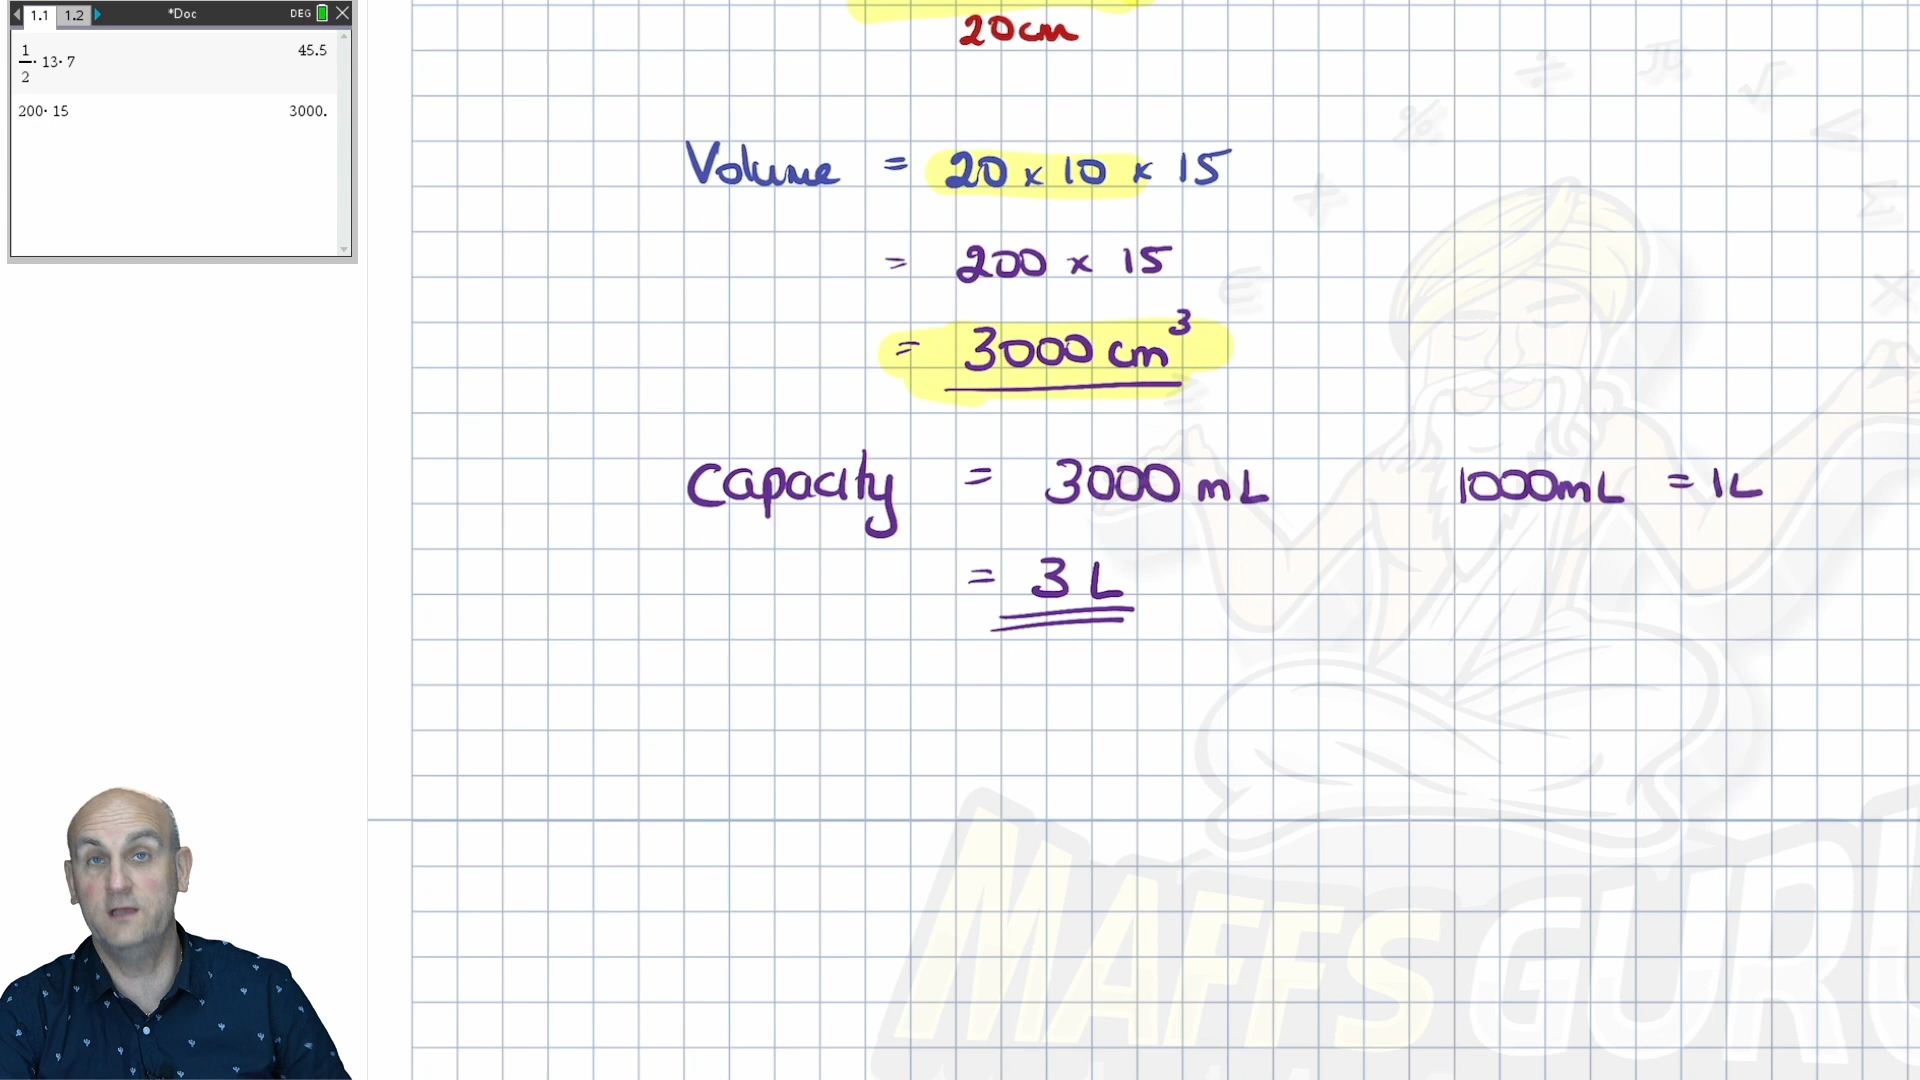 1.1 1.2 *Doc DEG
1/2 · 13 · 7 45.5
200 · 15 3000.
20cm
Volume = 20 x 10 x 15
= 200 x 15
= 3000 cm³
Capacity = 3000 mL 1000mL = 1L
= 3 L
MAFFS GURU